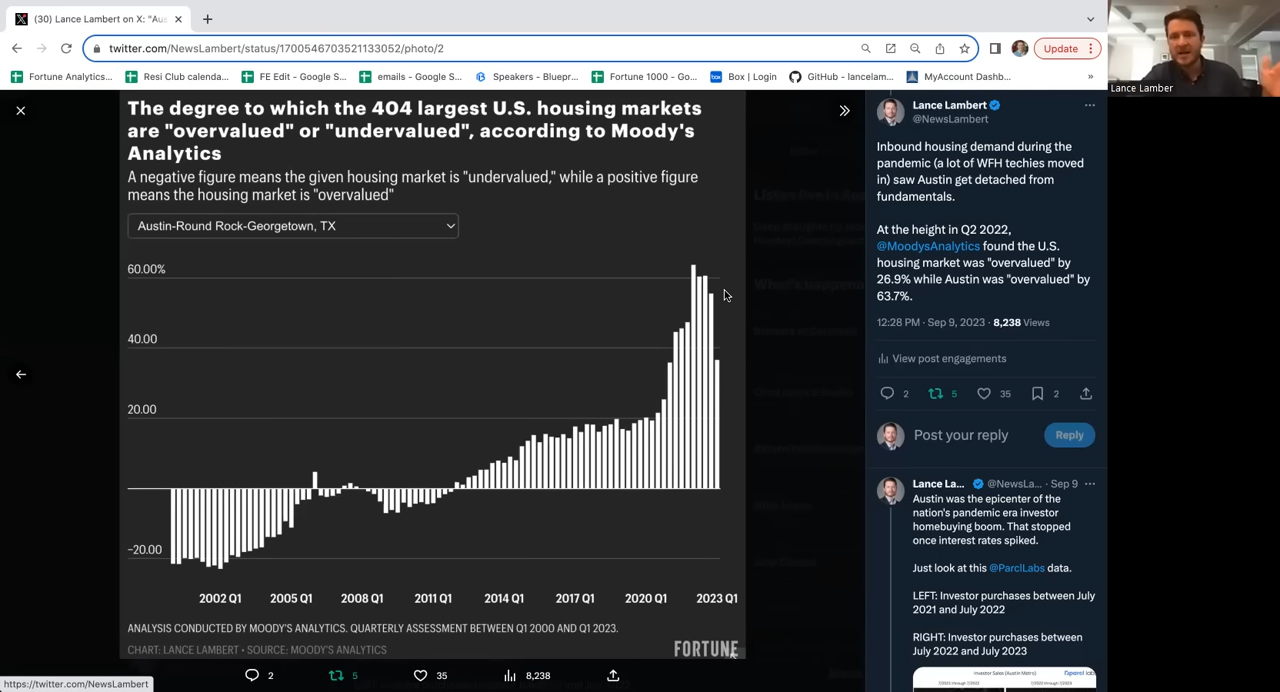 (30) Lance Lambert on X: "Aus
twitter.com/NewsLambert/status/1700546703521133052/photo/2
Update
Fortune Analytics...
Resi Club calenda...
FE Edit - Google S...
emails - Google S...
Speakers - Bluepr...
Fortune 1000 - Go...
Box | Login
GitHub - lancelam...
MyAccount Dashb...
»
Lance Lamber
The degree to which the 404 largest U.S. housing markets
are "overvalued" or "undervalued", according to Moody's
Analytics
A negative figure means the given housing market is "undervalued," while a positive figure
means the housing market is "overvalued"
Austin-Round Rock-Georgetown, TX
60.00%
40.00
20.00
-20.00
2002 Q1
2005 Q1
2008 Q1
2011 Q1
2014 Q1
2017 Q1
2020 Q1
2023 Q1
ANALYSIS CONDUCTED BY MOODY'S ANALYTICS. QUARTERLY ASSESSMENT BETWEEN Q1 2000 AND Q1 2023.
CHART: LANCE LAMBERT • SOURCE: MOODY'S ANALYTICS
FORTUNE
2
5
35
8,238
https://twitter.com/NewsLambert
Lance Lambert
@NewsLambert
Inbound housing demand during the
pandemic (a lot of WFH techies moved
in) saw Austin get detached from
fundamentals.
At the height in Q2 2022,
@MoodysAnalytics found the U.S.
housing market was "overvalued" by
26.9% while Austin was "overvalued" by
63.7%.
12:28 PM · Sep 9, 2023 · 8,238 Views
View post engagements
2
5
35
2
Post your reply
Reply
Lance La... @NewsLa... · Sep 9
Austin was the epicenter of the
nation's pandemic era investor
homebuying boom. That stopped
once interest rates spiked.
Just look at this @ParclLabs data.
LEFT: Investor purchases between July
2021 and July 2022
RIGHT: Investor purchases between
July 2022 and July 2023
Investor Sales (Austin Metro)